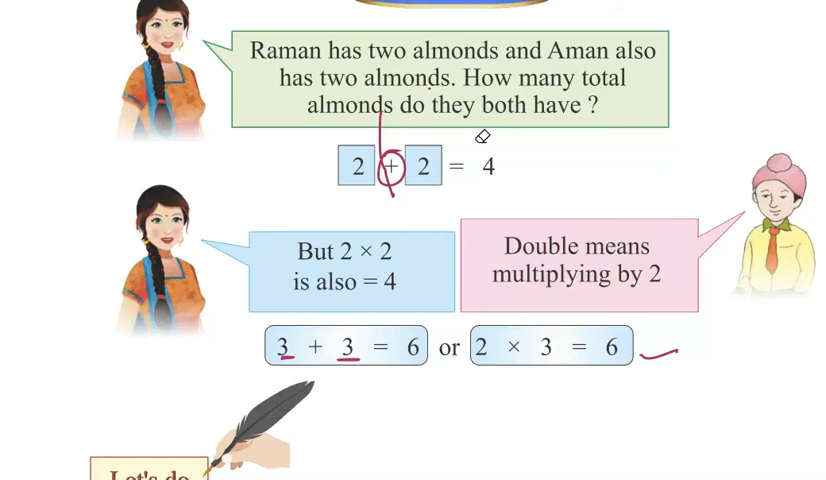 Raman has two almonds and Aman also
has two almonds. How many total
almonds do they both have ?
2 + 2 = 4
But 2 × 2
is also = 4
Double means
multiplying by 2
3 + 3 = 6 or 2 × 3 = 6
Let's do